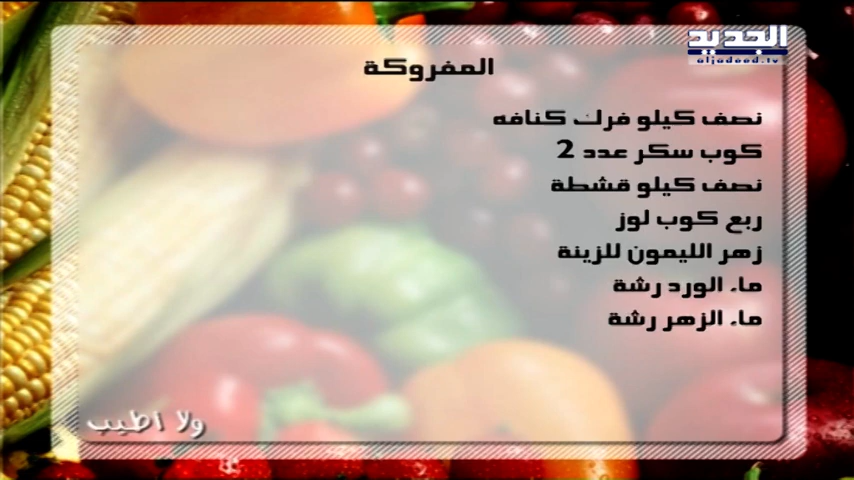 الجديد
aljadeed.tv
المفروكة
نصف كيلو فرك كنافه
كوب سكر عدد 2
نصف كيلو قشطة
ربع كوب لوز
زهر الليمون للزينة
ماء الورد رشة
ماء الزهر رشة
ولا أطيب